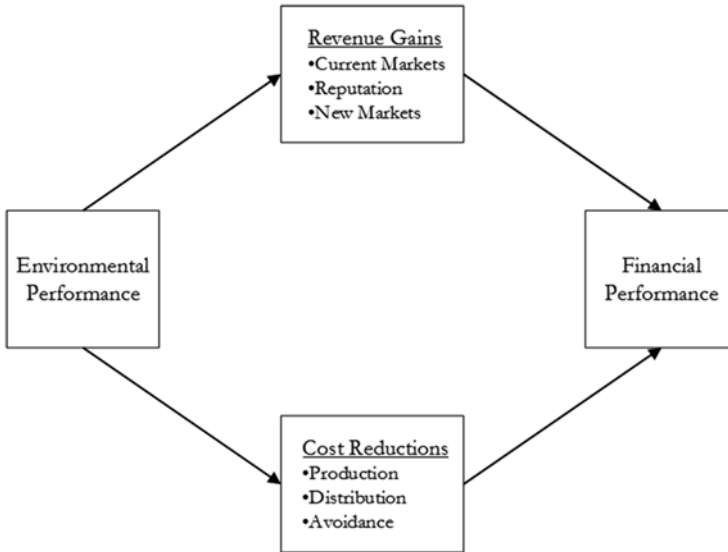 Revenue Gains
•Current Markets
•Reputation
•New Markets
Environmental
Performance
Financial
Performance
Cost Reductions
•Production
•Distribution
•Avoidance